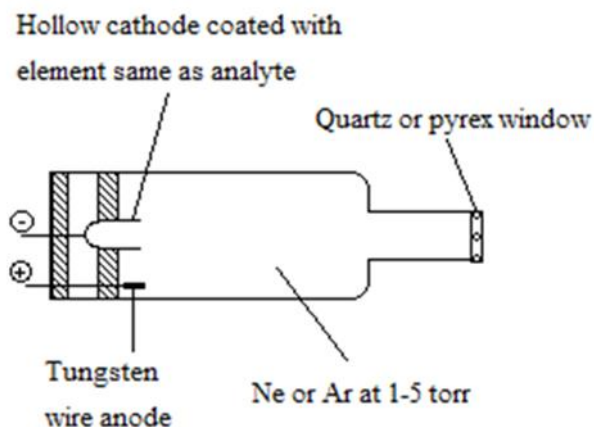 Hollow cathode coated with
element same as analyte
Quartz or pyrex window
-
+
Tungsten
wire anode
Ne or Ar at 1-5 torr